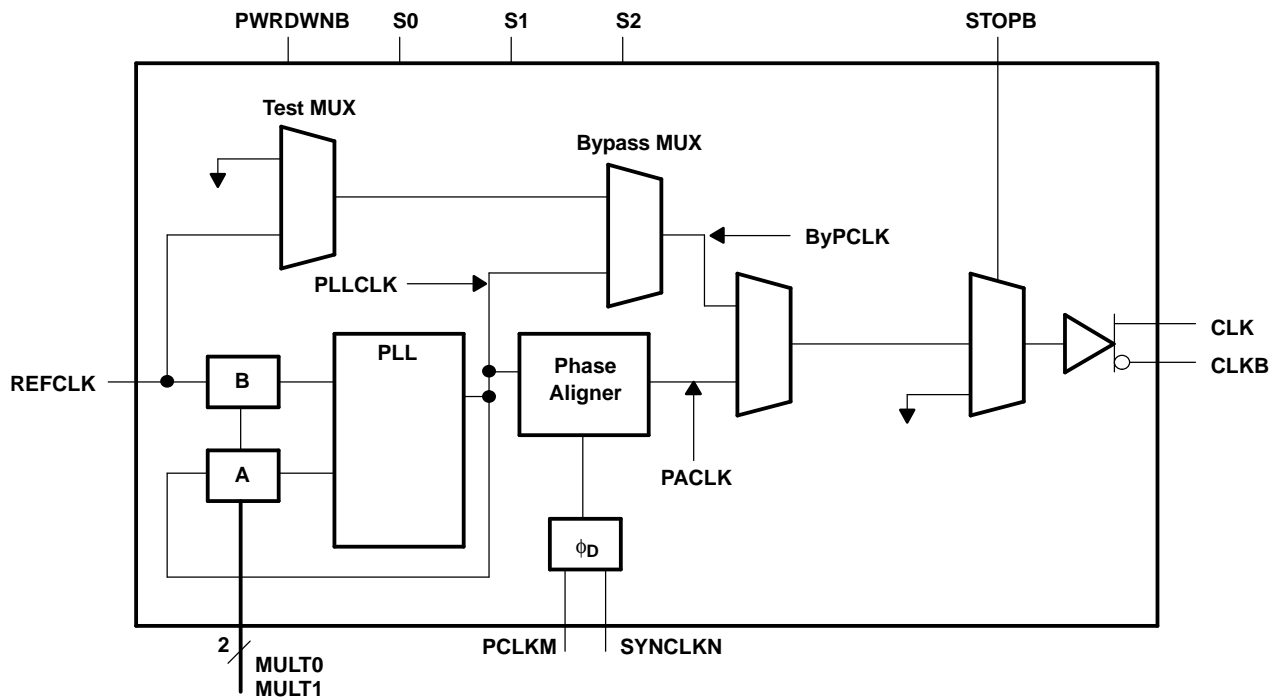 PWRDWNB S0 S1 S2 STOPB
Test MUX
Bypass MUX
ByPCLK
PLLCLK
PLL
Phase
Aligner
CLK
CLKB
REFCLK
B
A
PACLK
ϕD
2
PCLKM SYNCLKN
MULT0
MULT1